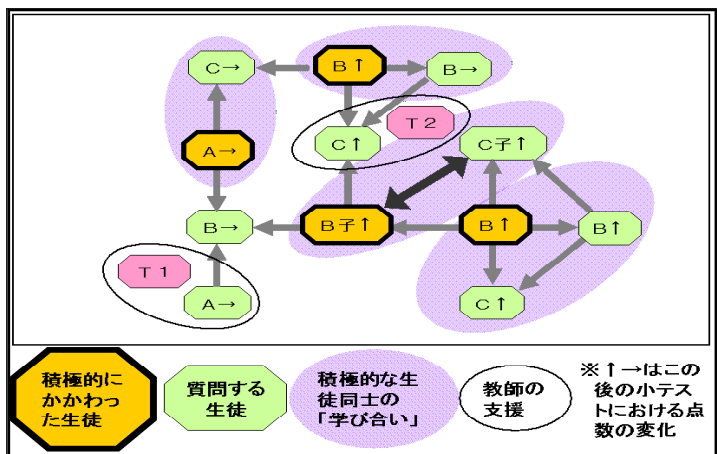 B↑
C→
B→
T2
C↑
C子↑
A→
B→
B子↑
B↑
B↑
T1
A→
C↑
積極的に
かかわっ
た生徒
質問する
生徒
積極的な生
徒同士の
「学び合い」
教師の
支援
※↑→はこの
後の小テス
トにおける点
数の変化